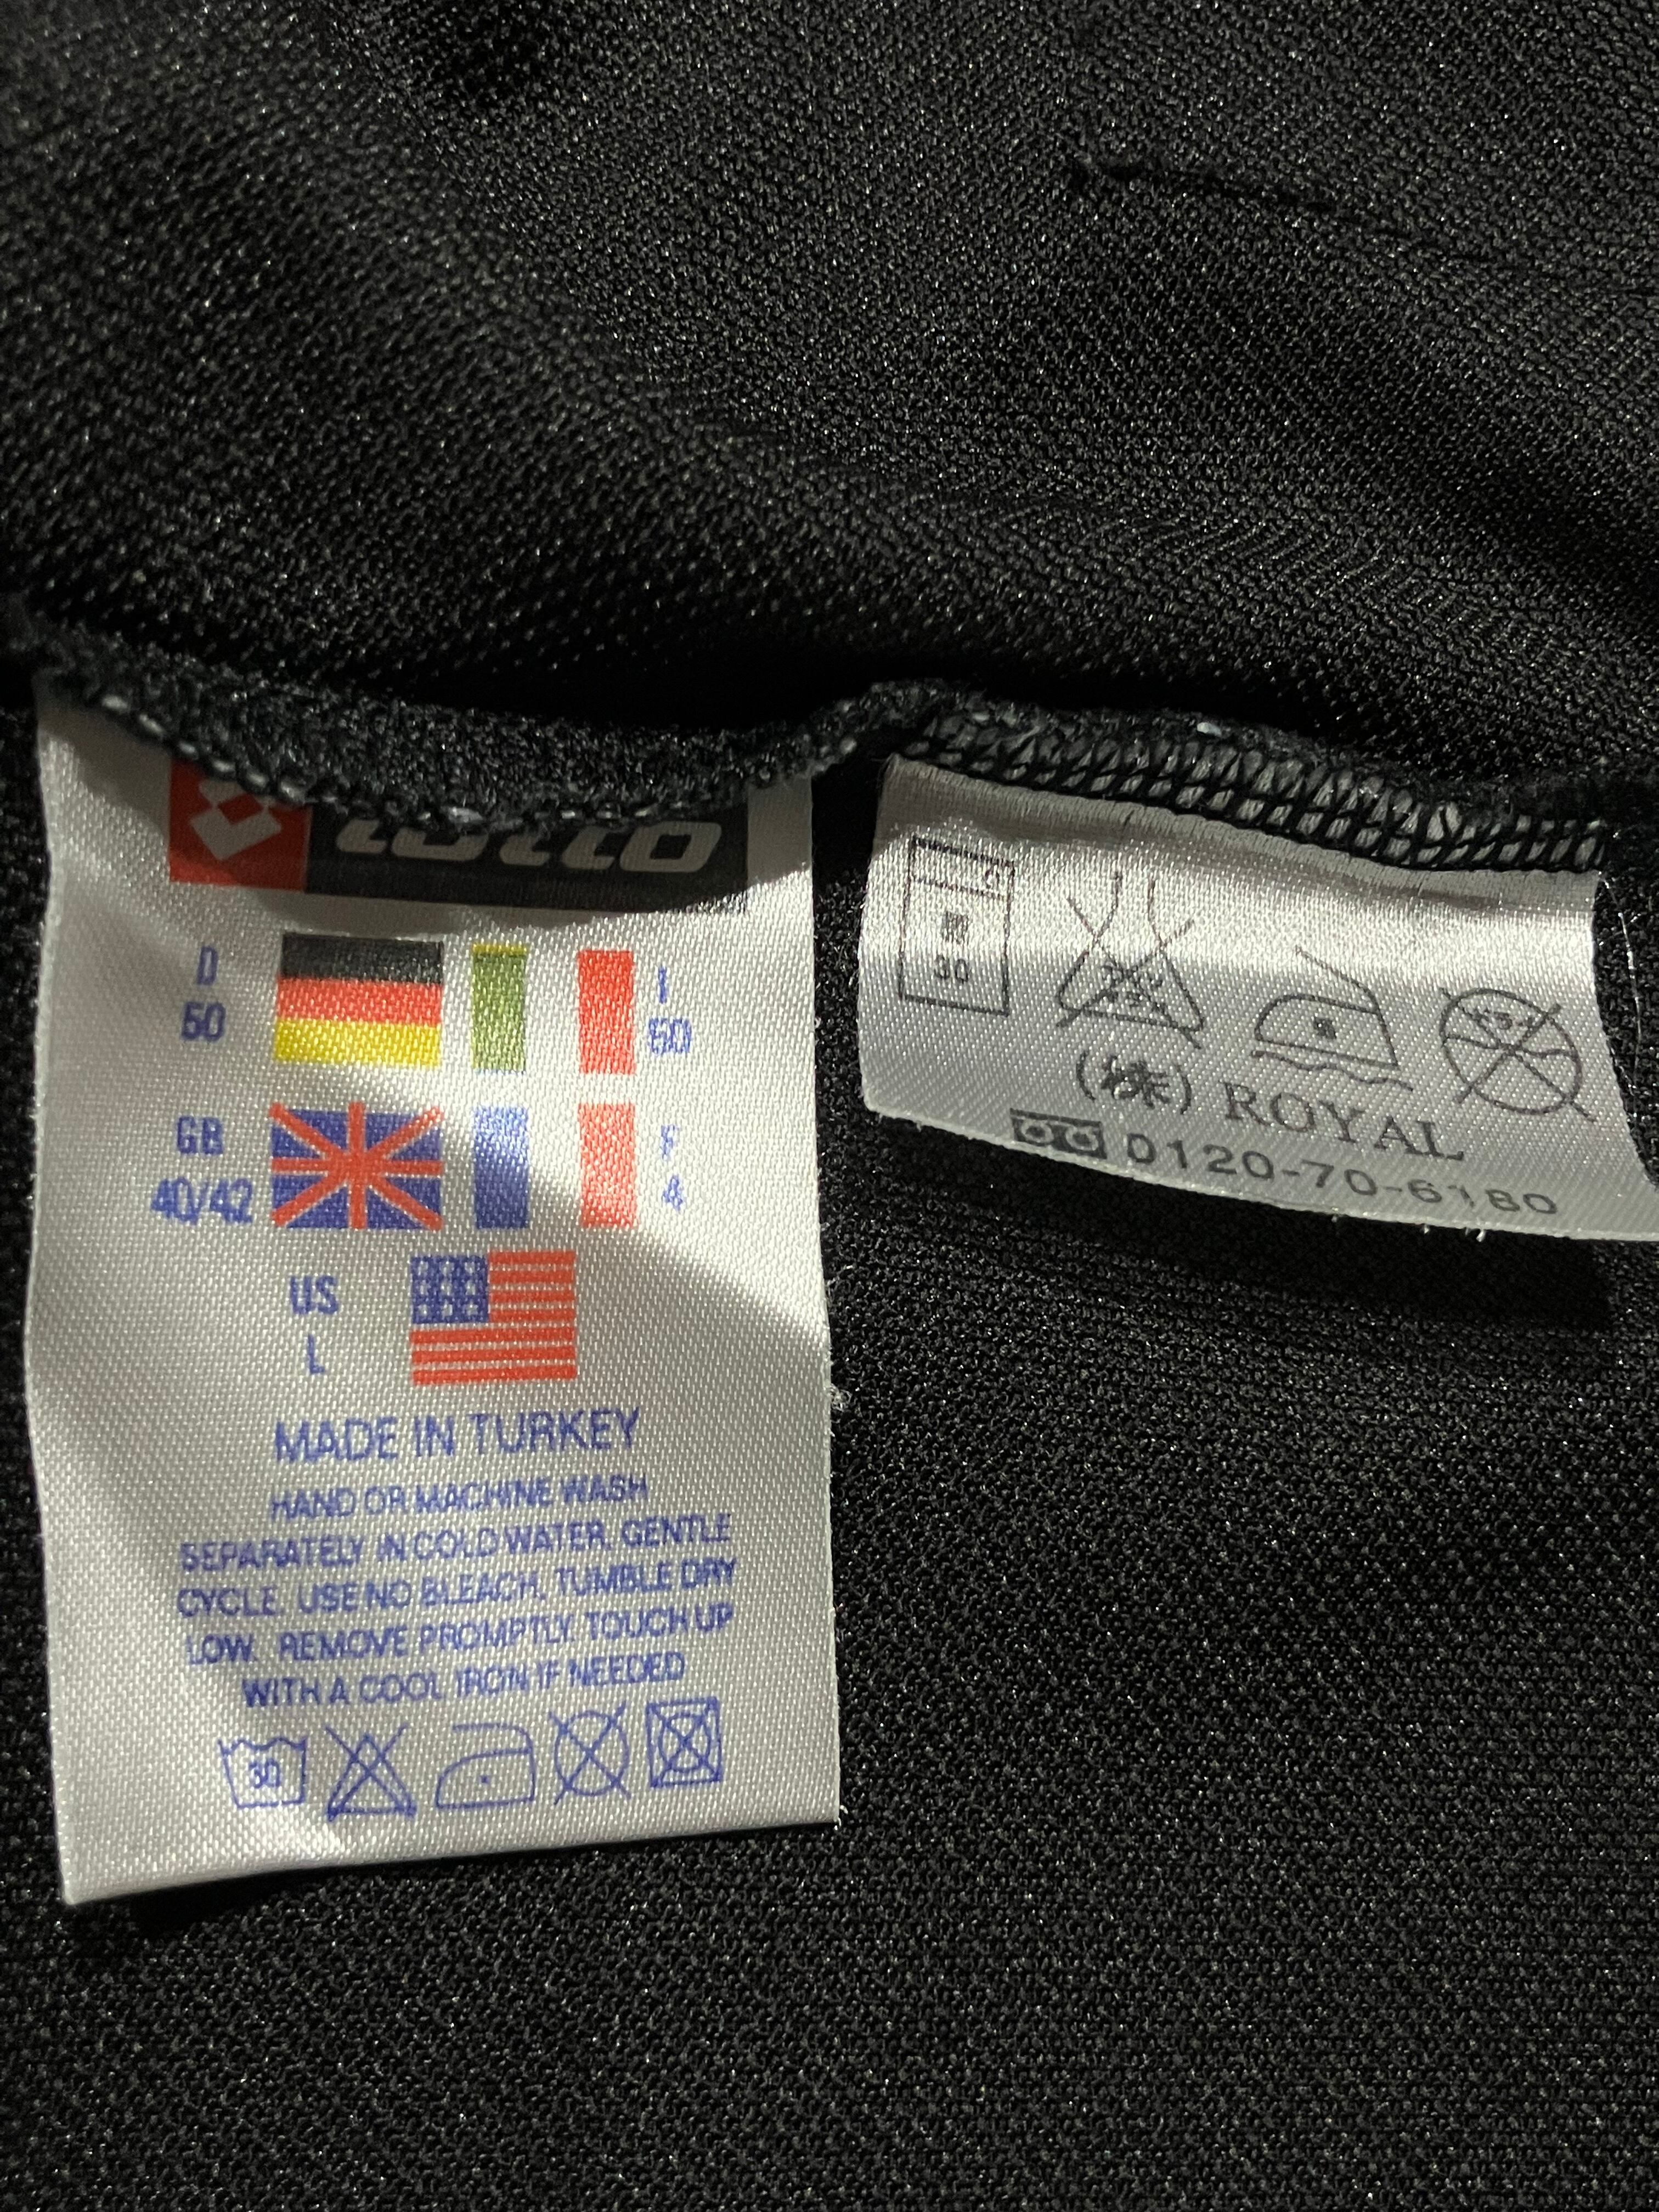 lotto
D
50
I
50
GB
40/42
F
4
US
L
MADE IN TURKEY
HAND OR MACHINE WASH
SEPARATELY IN COLD WATER. GENTLE
CYCLE. USE NO BLEACH. TUMBLE DRY
LOW. REMOVE PROMPTLY. TOUCH UP
WITH A COOL IRON IF NEEDED
30
30
(株) ROYAL
0120-70-6180